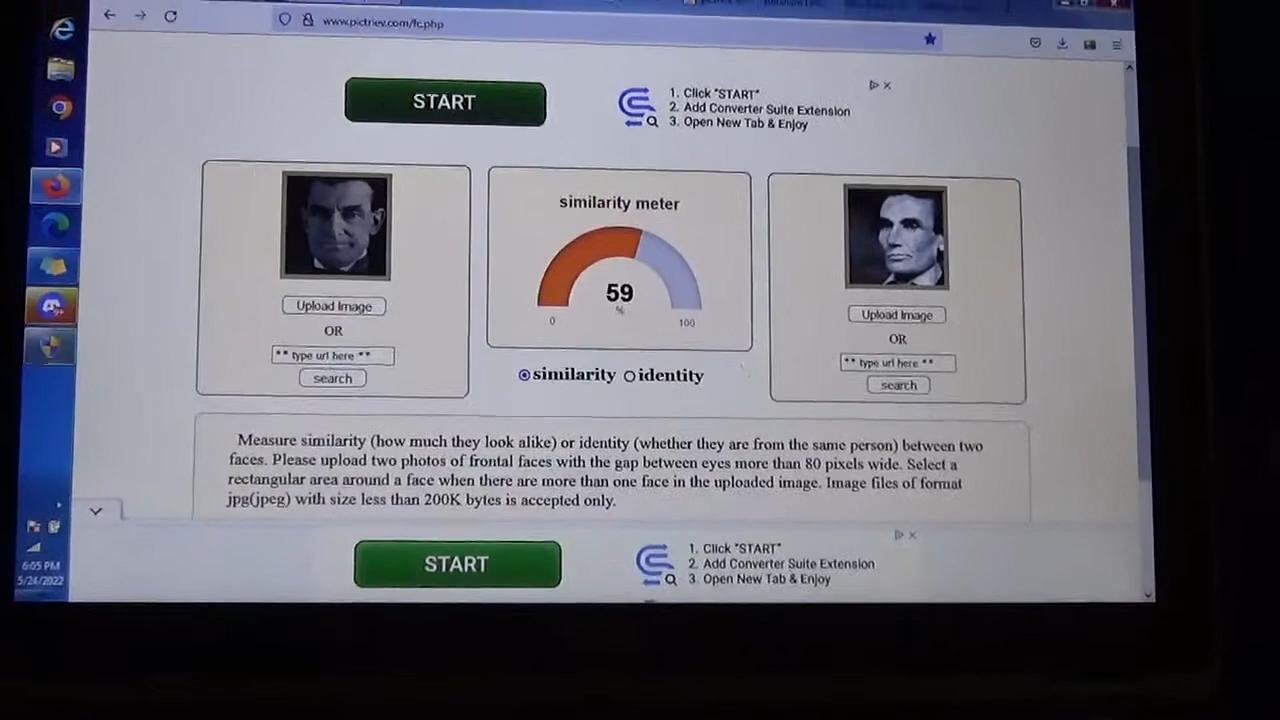 www.pictriev.com/fc.php
START
1. Click "START"
2. Add Converter Suite Extension
3. Open New Tab & Enjoy
similarity meter
59
%
0
100
Upload Image
OR
** type url here **
search
similarity identity
Upload Image
OR
** type url here **
search
Measure similarity (how much they look alike) or identity (whether they are from the same person) between two
faces. Please upload two photos of frontal faces with the gap between eyes more than 80 pixels wide. Select a
rectangular area around a face when there are more than one face in the uploaded image. Image files of format
jpg(jpeg) with size less than 200K bytes is accepted only.
START
1. Click "START"
2. Add Converter Suite Extension
3. Open New Tab & Enjoy
6:05 PM
5/24/2022